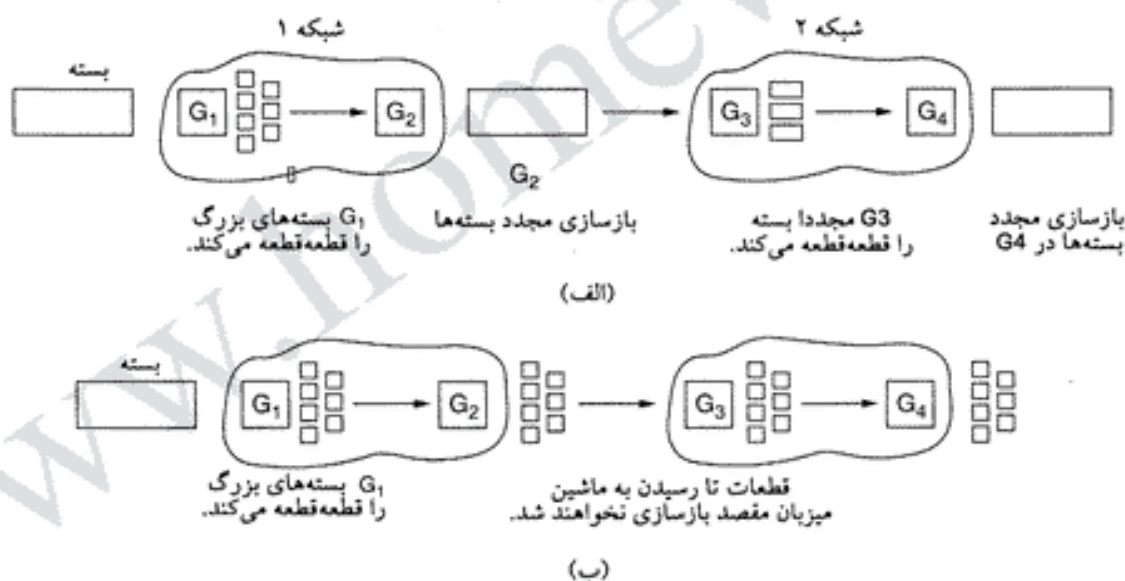 شبکه ۱
شبکه ۲
بسته
G₁
G₂
G₃
G₄
G₂
G₁ بسته‌های بزرگ
را قطعه‌قطعه می‌کند.
بازسازی مجدد بسته‌ها
G3 مجددا بسته
را قطعه‌قطعه می‌کند.
بازسازی مجدد
بسته‌ها در G4
(الف)
بسته
G₁
G₂
G₃
G₄
G₁ بسته‌های بزرگ
را قطعه‌قطعه می‌کند.
قطعات تا رسیدن به ماشین
میزبان مقصد بازسازی نخواهند شد.
(ب)
www.home